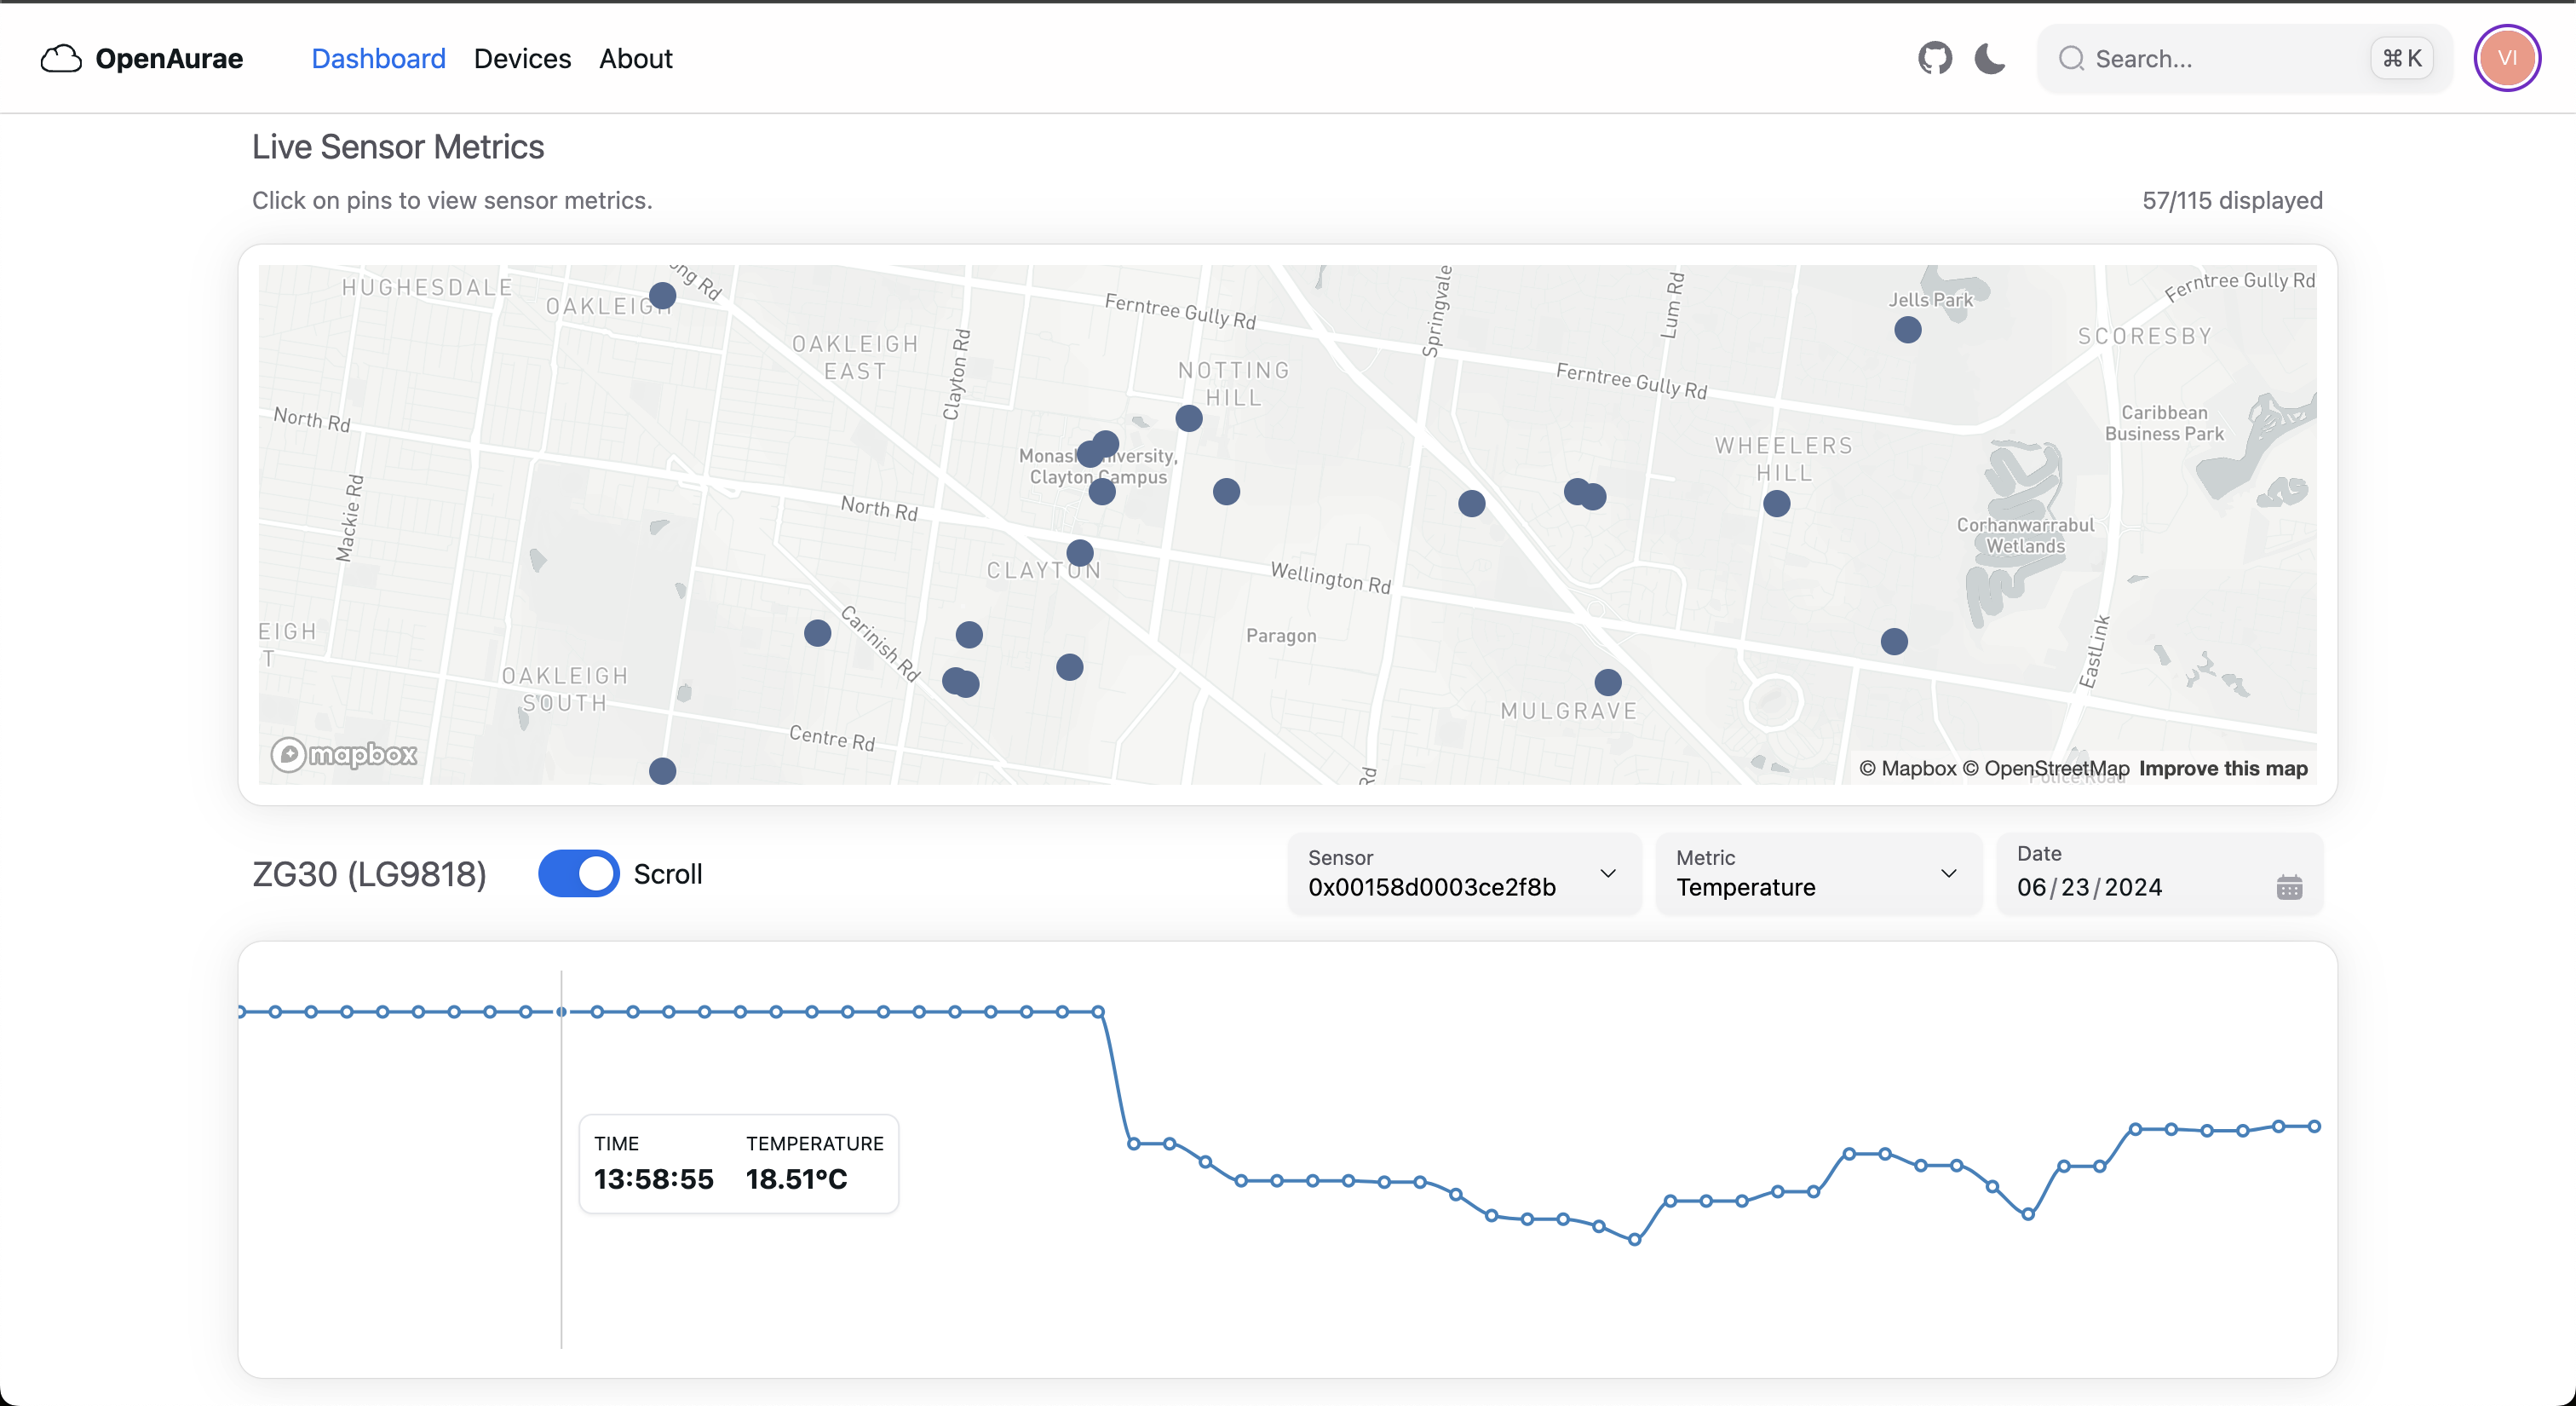 OpenAurae
Dashboard Devices About
Search...
⌘ K
VI
Live Sensor Metrics
Click on pins to view sensor metrics.
57/115 displayed
HUGHESDALE
OAKLEIGH
ong Rd
OAKLEIGH
EAST
Clayton Rd
Ferntree Gully Rd
NOTTING
HILL
Springvale
Lum Rd
Ferntree Gully Rd
Jells Park
Ferntree Gully Rd
SCORESBY
Caribbean
Business Park
North Rd
Mackie Rd
Monash University,
Clayton Campus
North Rd
WHEELERS
HILL
Corhanwarrabul
Wetlands
CLAYTON
Wellington Rd
Carinish Rd
Paragon
EastLink
EIGH
T
OAKLEIGH
SOUTH
MULGRAVE
Centre Rd
Rd
mapbox
Police Road
© Mapbox © OpenStreetMap Improve this map
ZG30 (LG9818)
Scroll
Sensor
0x00158d0003ce2f8b
Metric
Temperature
Date
06/23/2024
TIME
13:58:55
TEMPERATURE
18.51°C